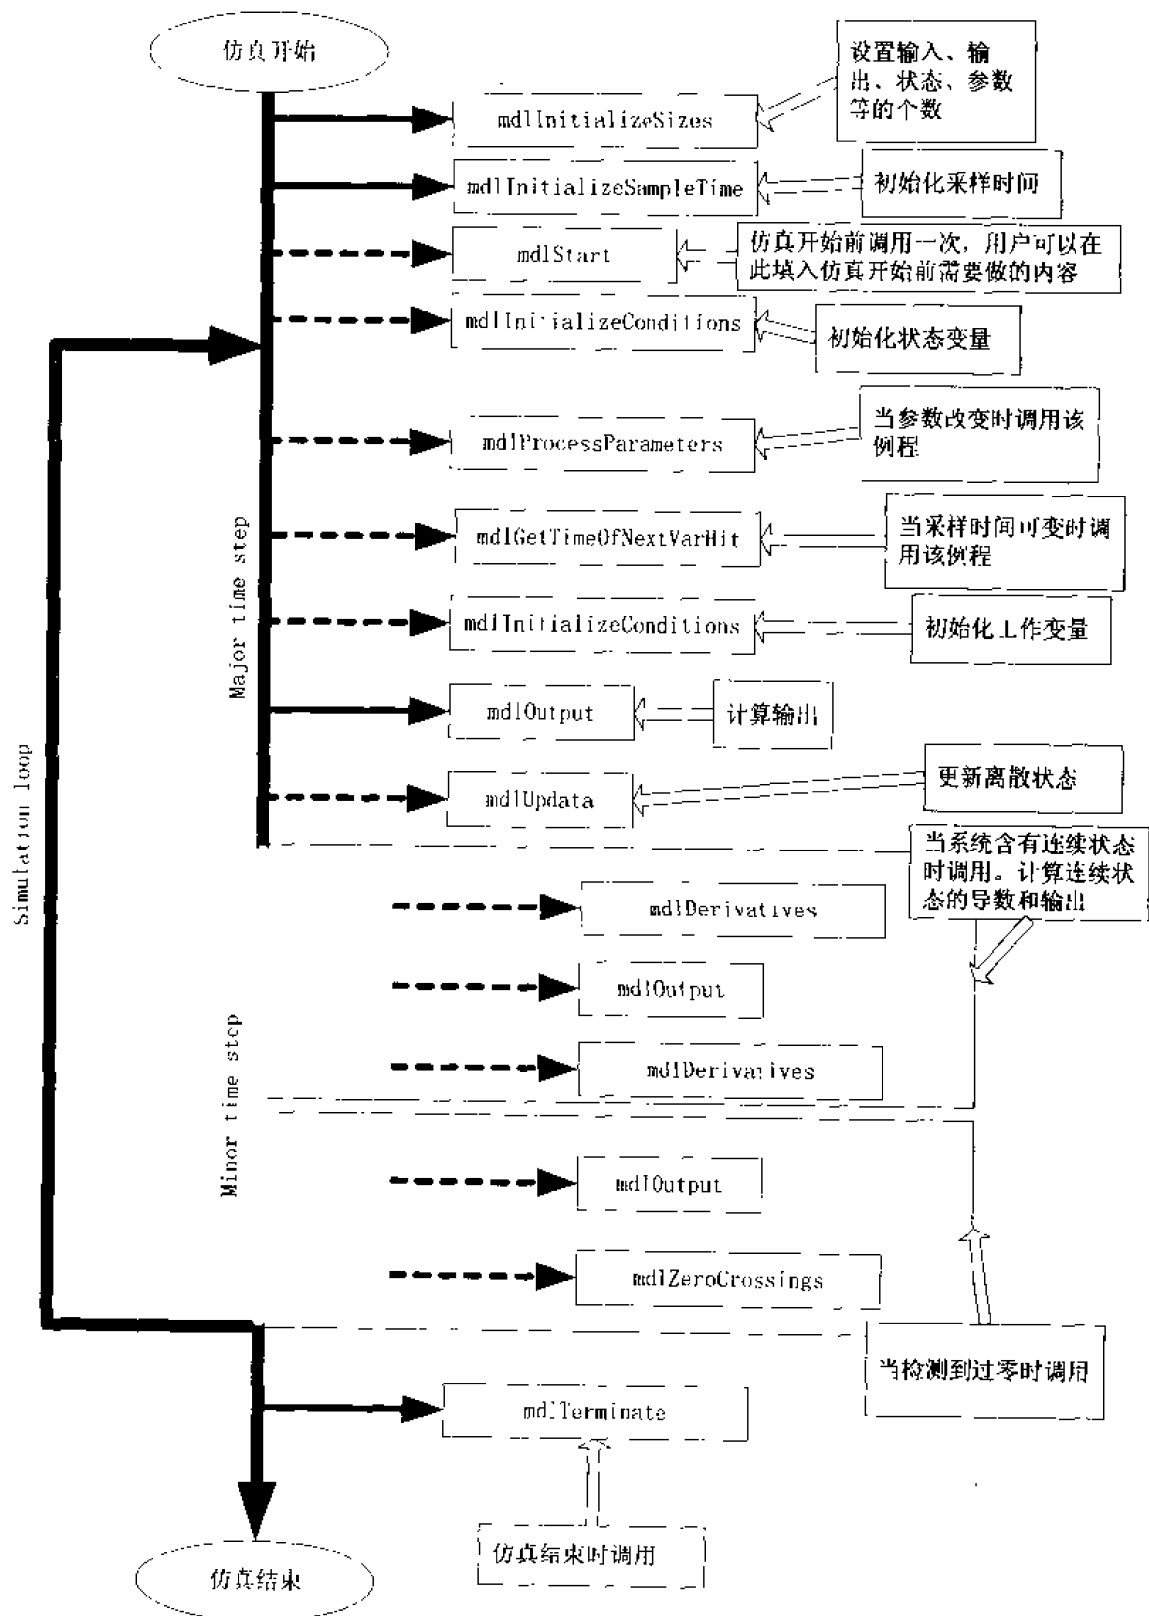 仿真开始
设置输入、输
出、状态、参数
等的个数
mdlInitializeSizes
mdlInitializeSampleTime
初始化采样时间
mdlStart
仿真开始前调用一次, 用户可以在
此填入仿真开始前需要做的内容
mdlInitializeConditions
初始化状态变量
mdlProcessParameters
当参数改变时调用该
例程
mdlGetTimeOfNextVarHit
当采样时间可变时调
用该例程
mdlInitializeConditions
初始化工作变量
Major time step
mdlOutput
计算输出
mdlUpdata
更新离散状态
Simulation loop
当系统含有连续状态
时调用。计算连续状
态的导数和输出
mdlDerivatives
mdlOutput
mdlDerivatives
Minor time step
mdlOutput
mdlZeroCrossings
当检测到过零时调用
mdlTerminate
仿真结束时调用
仿真结束